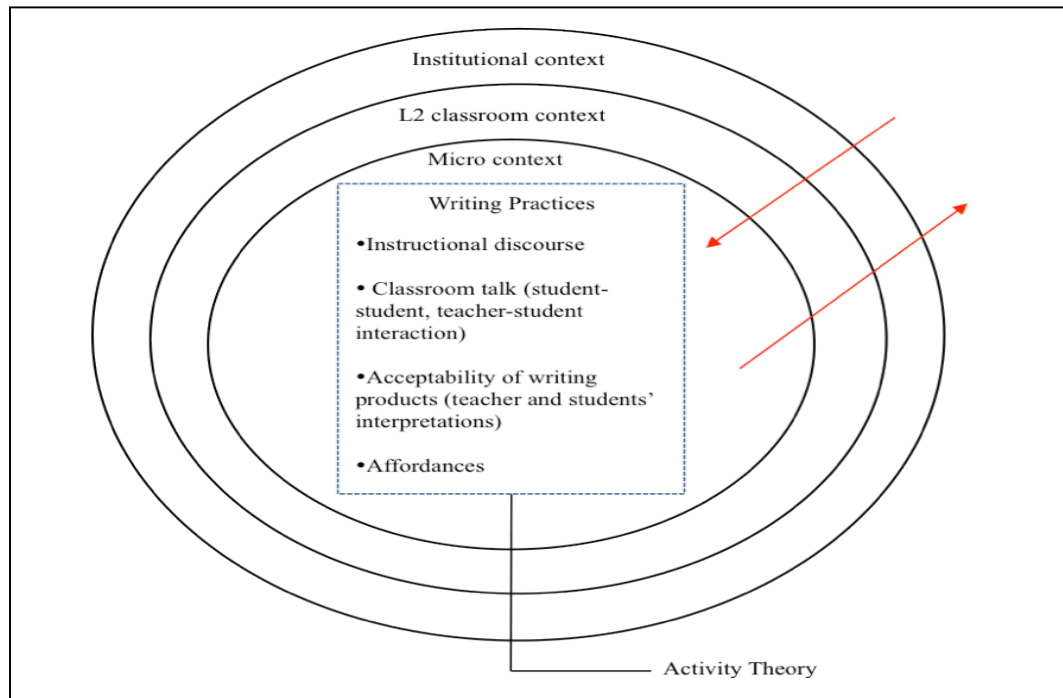 Institutional context
L2 classroom context
Micro context
Writing Practices
•Instructional discourse
• Classroom talk (student-
student, teacher-student
interaction)
•Acceptability of writing
products (teacher and students’
interpretations)
•Affordances
Activity Theory